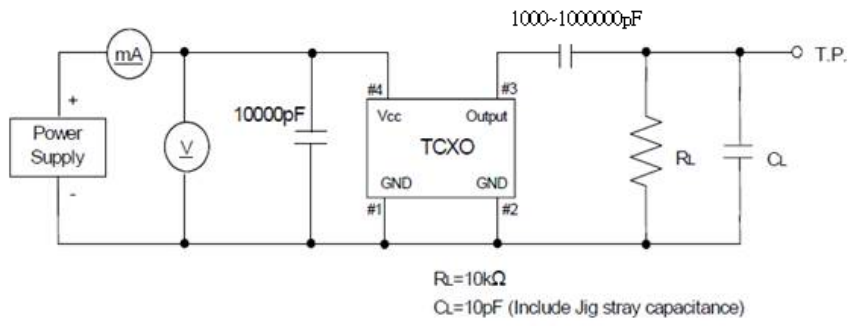 1000~1000000pF
mA
T.P.
#4
#3
+
10000pF
Vcc
Output
Power
Supply
V
TCXO
RL
CL
GND
GND
-
#1
#2
RL=10kΩ
CL=10pF (Include Jig stray capacitance)